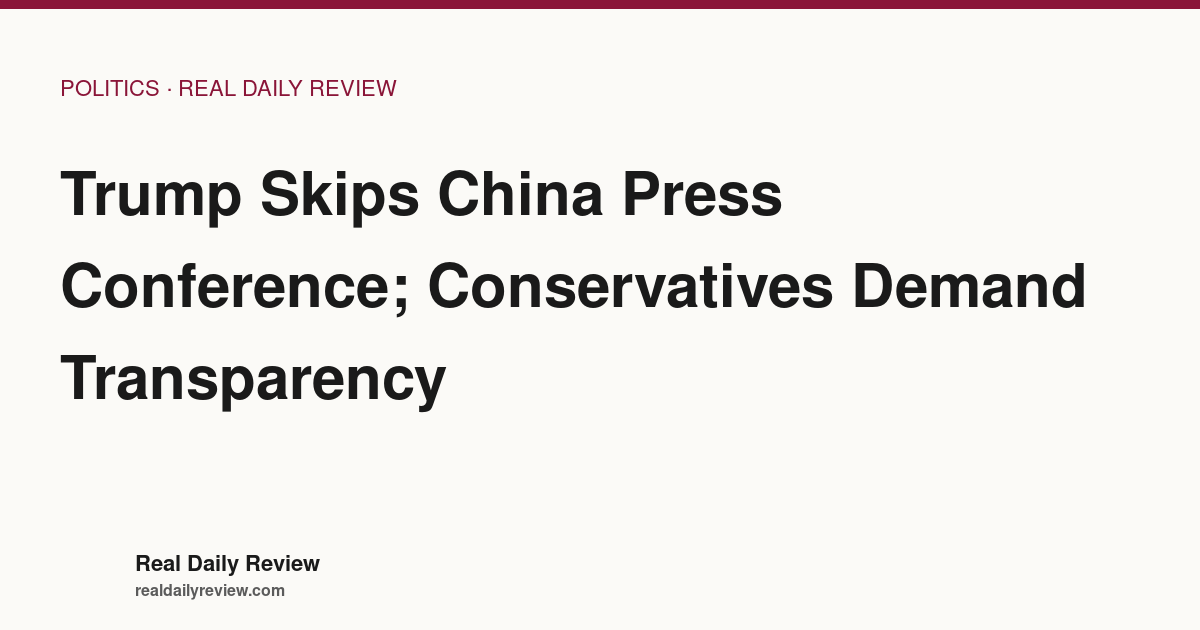 POLITICS · REAL DAILY REVIEW
Trump Skips China Press
Conference; Conservatives Demand
Transparency
Real Daily Review
realdailyreview.com